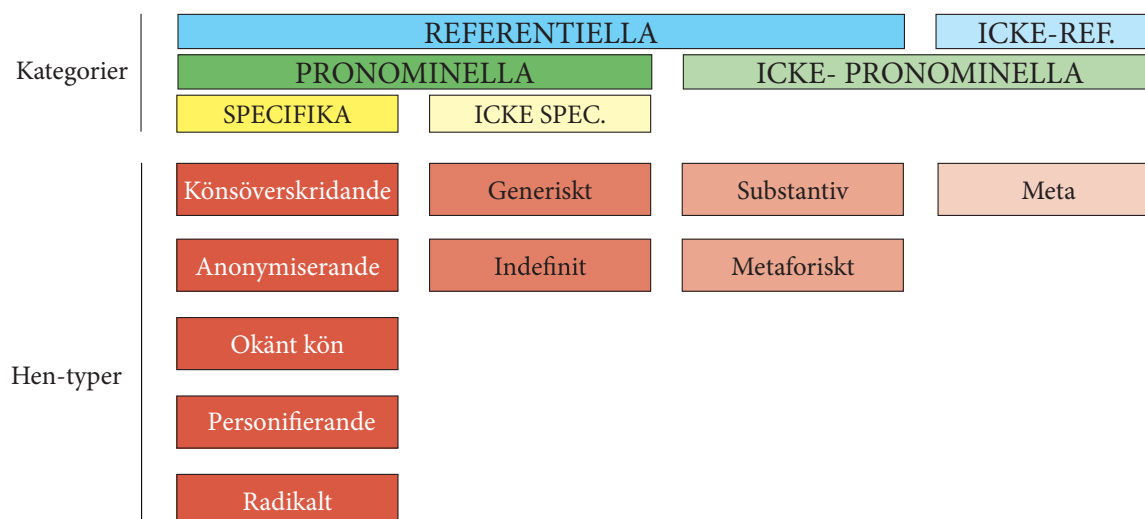 REFERENTIELLA ICKE-REF.
Kategorier PRONOMINELLA ICKE- PRONOMINELLA
SPECIFIKA ICKE SPEC.
Könsöverskridande Generiskt Substantiv Meta
Anonymiserande Indefinit Metaforiskt
Okänt kön
Hen-typer
Personifierande
Radikalt